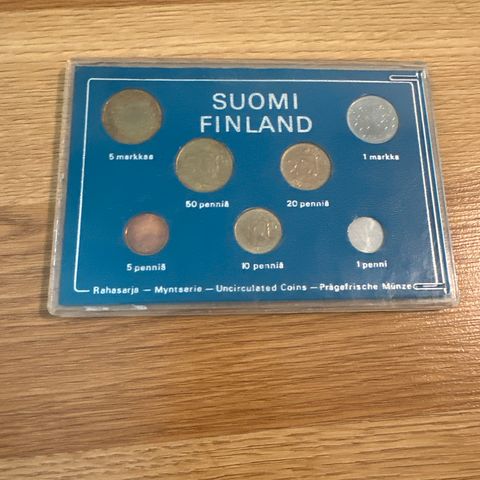 SUOMI
FINLAND
5 markkaa
1 markka
50 penniä
20 penniä
5 penniä
10 penniä
1 penni
Rahasarja — Myntserie — Uncirculated Coins — Prägefrische Münze